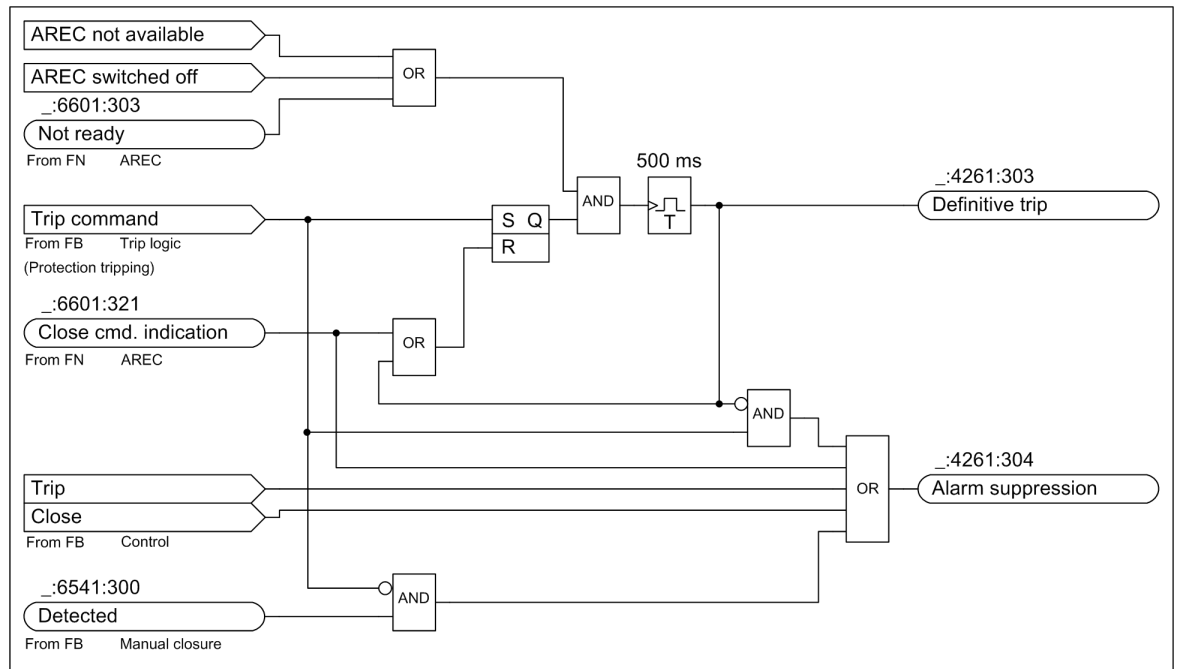 AREC not available
AREC switched off
_:6601:303
Not ready
From FN AREC
OR
500 ms
AND
T
_:4261:303
Definitive trip
Trip command
From FB Trip logic
(Protection tripping)
S Q
R
_:6601:321
Close cmd. indication
From FN AREC
OR
AND
_:4261:304
Alarm suppression
OR
Trip
Close
From FB Control
_:6541:300
Detected
From FB Manual closure
AND